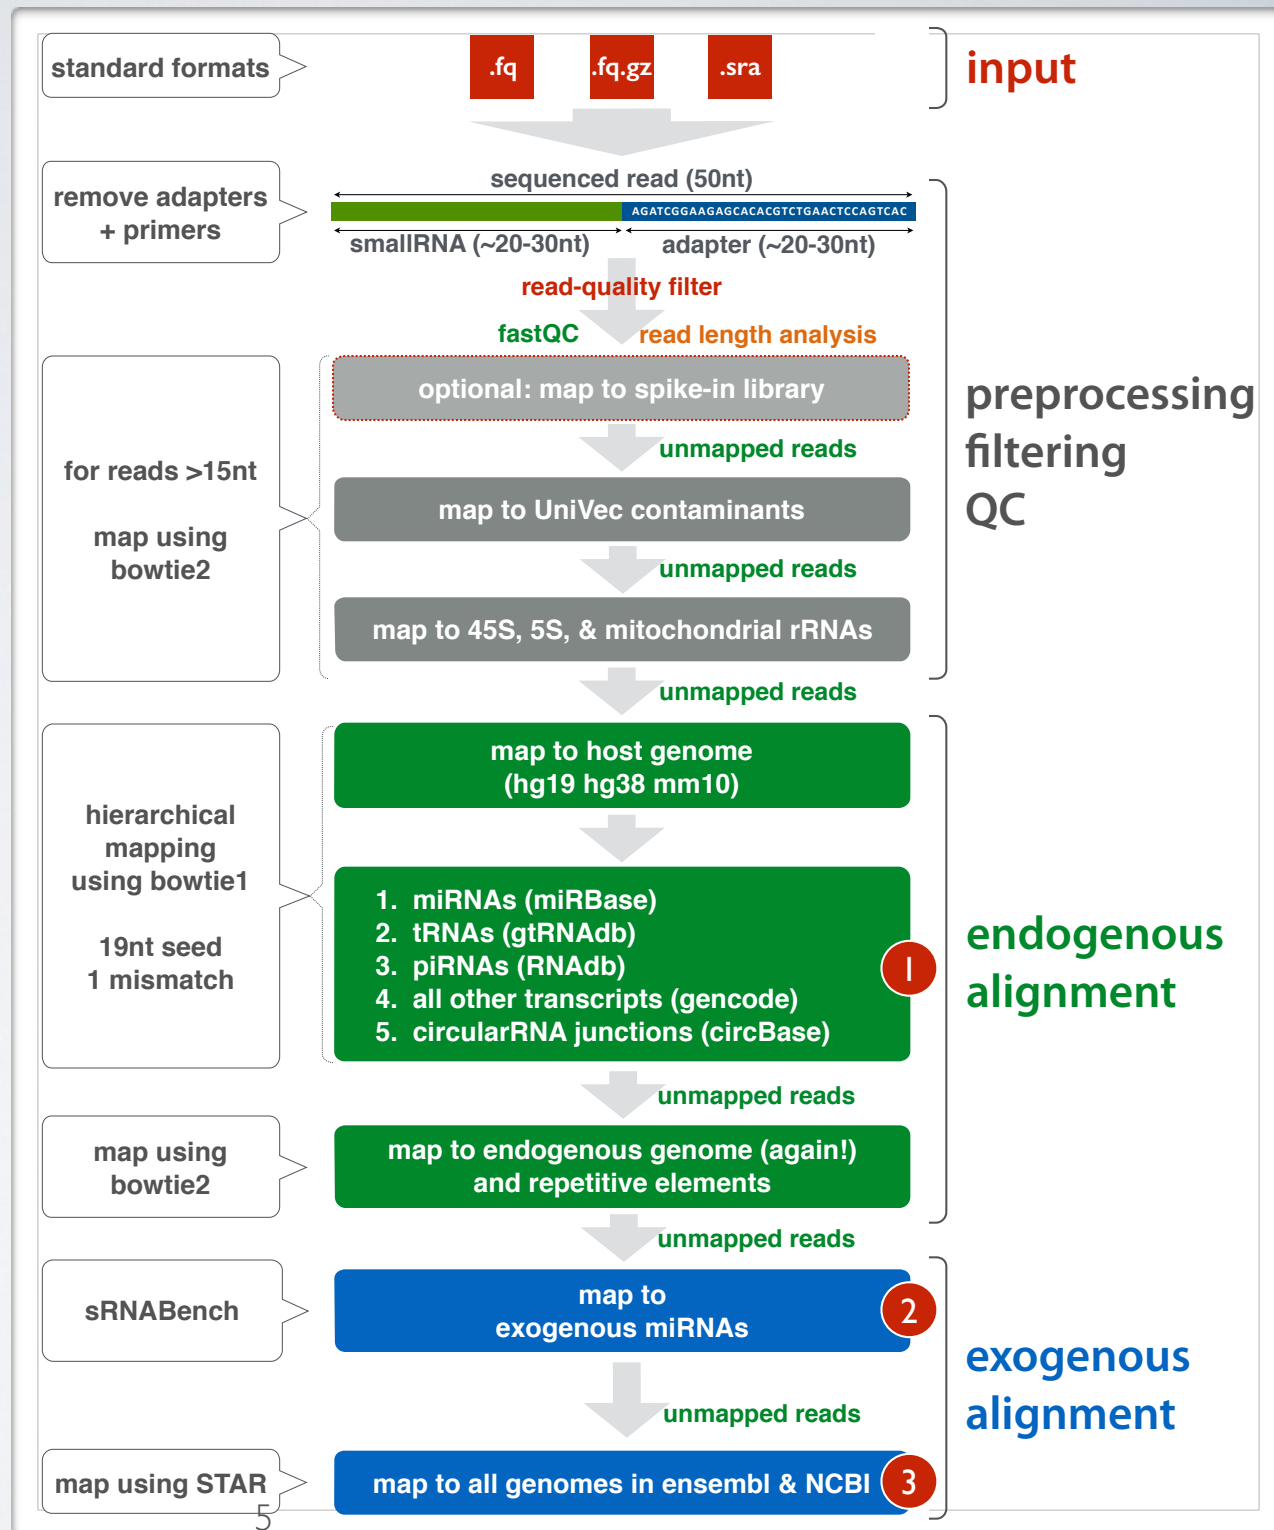 standard formats
.fq
.fq.gz
.sra
input
remove adapters
+ primers
sequenced read (50nt)
AGATCGGAAGAGCACACGTCTGAACTCCAGTCAC
smallRNA (~20-30nt)
adapter (~20-30nt)
read-quality filter
fastQC
read length analysis
preprocessing
filtering
QC
for reads >15nt
map using
bowtie2
optional: map to spike-in library
unmapped reads
map to UniVec contaminants
unmapped reads
map to 45S, 5S, & mitochondrial rRNAs
unmapped reads
hierarchical
mapping
using bowtie1
19nt seed
1 mismatch
map to host genome
(hg19 hg38 mm10)
1. miRNAs (miRBase)
2. tRNAs (gtRNAdb)
3. piRNAs (RNAdb)
4. all other transcripts (gencode)
5. circularRNA junctions (circBase)
1
endogenous
alignment
unmapped reads
map using
bowtie2
map to endogenous genome (again!)
and repetitive elements
unmapped reads
sRNABench
map to
exogenous miRNAs
2
exogenous
alignment
unmapped reads
map using STAR
map to all genomes in ensembl & NCBI
3
5